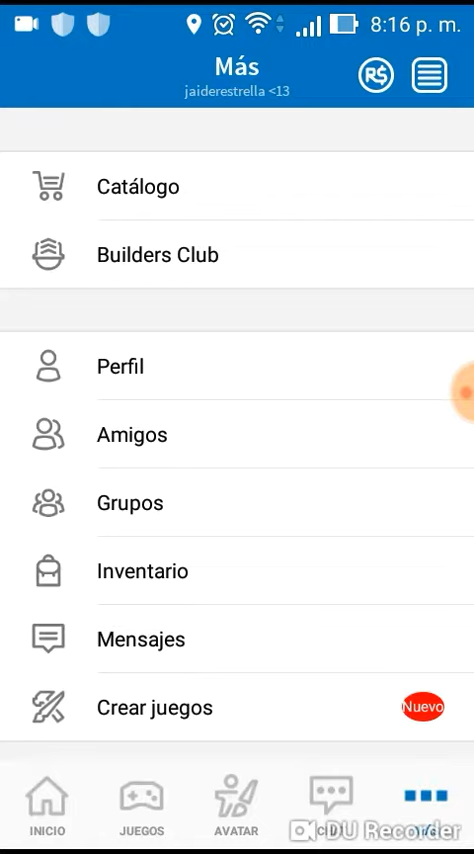 8:16 p. m.
Más
jaiderestrella <13
R$
Catálogo
Builders Club
Perfil
Amigos
Grupos
Inventario
Mensajes
Crear juegos
Nuevo
INICIO
JUEGOS
AVATAR
DU Recorder